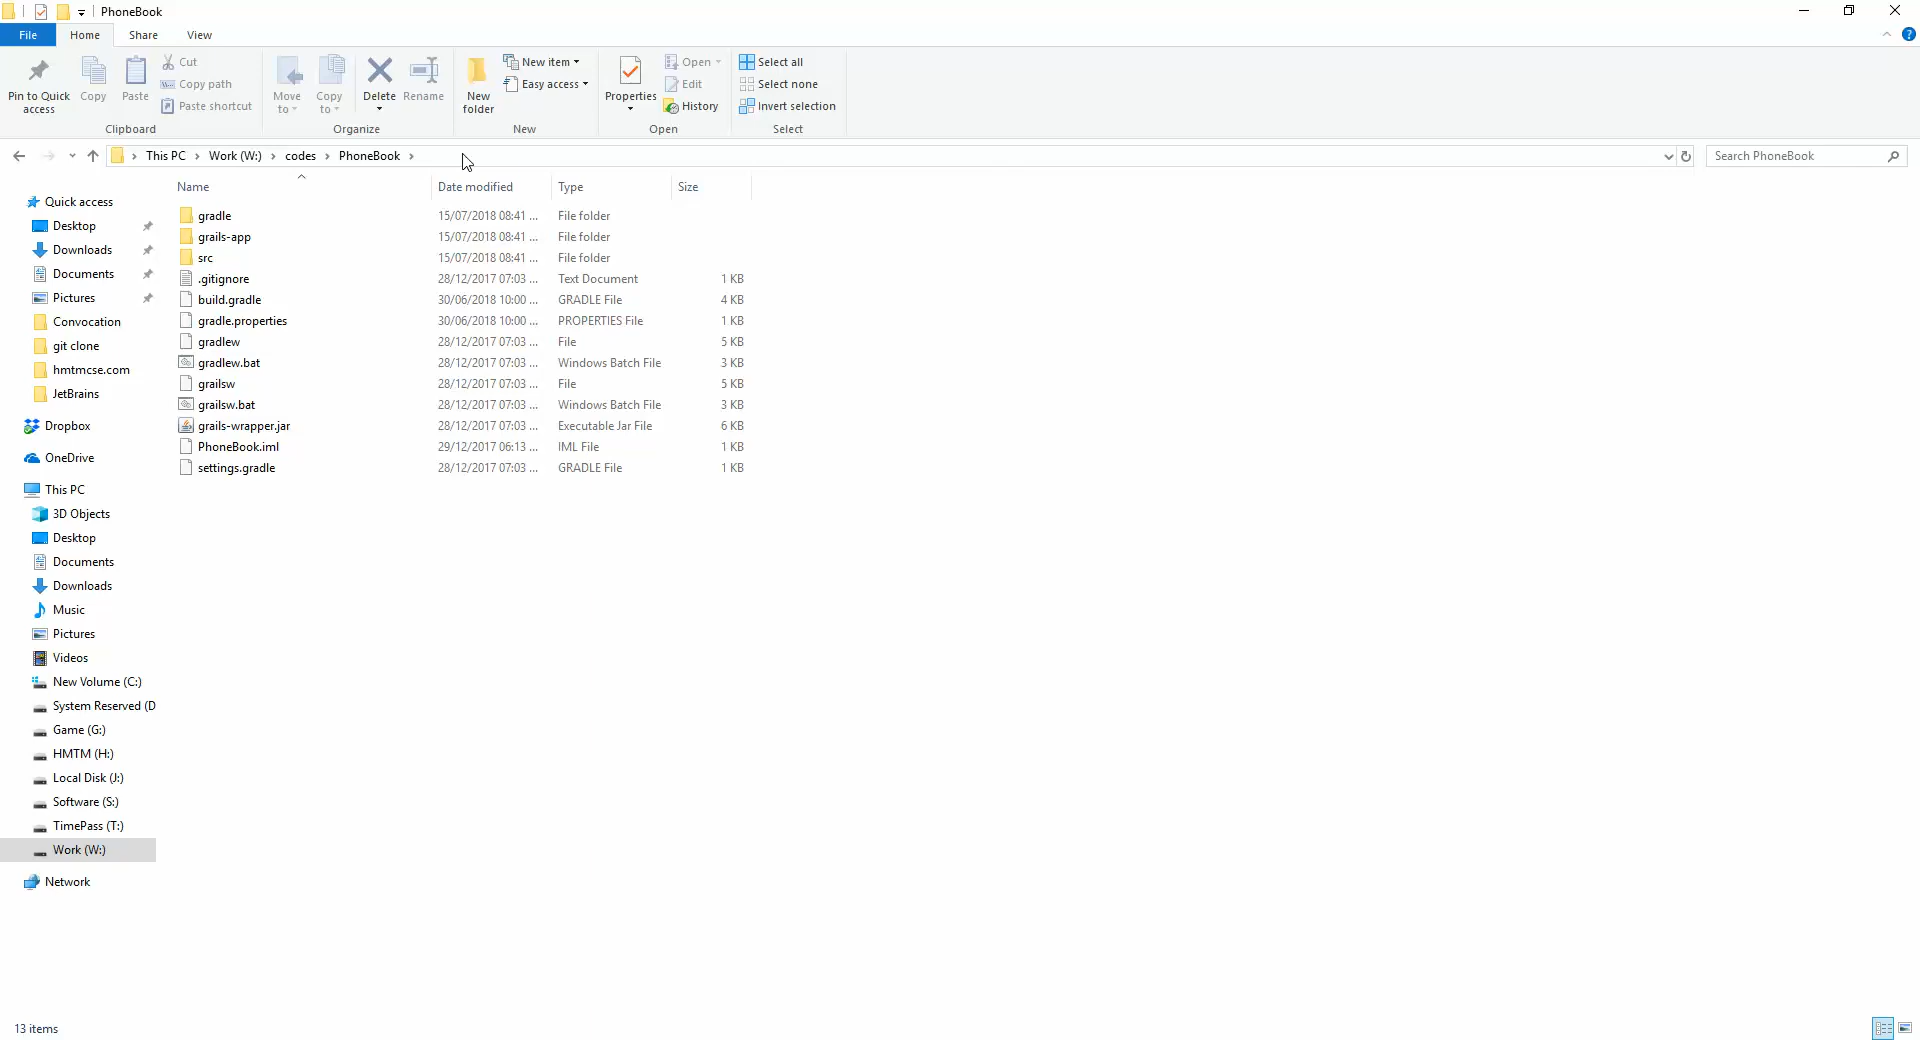 PhoneBook
File Home Share View
Pin to Quick access
Copy
Paste
Cut
Copy path
Paste shortcut
Clipboard
Move to
Copy to
Delete
Rename
Organize
New folder
New item
Easy access
New
Properties
Open
Edit
History
Open
Select all
Select none
Invert selection
Select
This PC Work (W:) codes PhoneBook
Search PhoneBook
Name Date modified Type Size
gradle 15/07/2018 08:41 ... File folder
grails-app 15/07/2018 08:41 ... File folder
src 15/07/2018 08:41 ... File folder
.gitignore 28/12/2017 07:03 ... Text Document 1 KB
build.gradle 30/06/2018 10:00 ... GRADLE File 4 KB
gradle.properties 30/06/2018 10:00 ... PROPERTIES File 1 KB
gradlew 28/12/2017 07:03 ... File 5 KB
gradlew.bat 28/12/2017 07:03 ... Windows Batch File 3 KB
grailsw 28/12/2017 07:03 ... File 5 KB
grailsw.bat 28/12/2017 07:03 ... Windows Batch File 3 KB
grails-wrapper.jar 28/12/2017 07:03 ... Executable Jar File 6 KB
PhoneBook.iml 29/12/2017 06:13 ... IML File 1 KB
settings.gradle 28/12/2017 07:03 ... GRADLE File 1 KB
Quick access
Desktop
Downloads
Documents
Pictures
Convocation
git clone
hmtmcse.com
JetBrains
Dropbox
OneDrive
This PC
3D Objects
Desktop
Documents
Downloads
Music
Pictures
Videos
New Volume (C:)
System Reserved (D
Game (G:)
HMTM (H:)
Local Disk (J:)
Software (S:)
TimePass (T:)
Work (W:)
Network
13 items